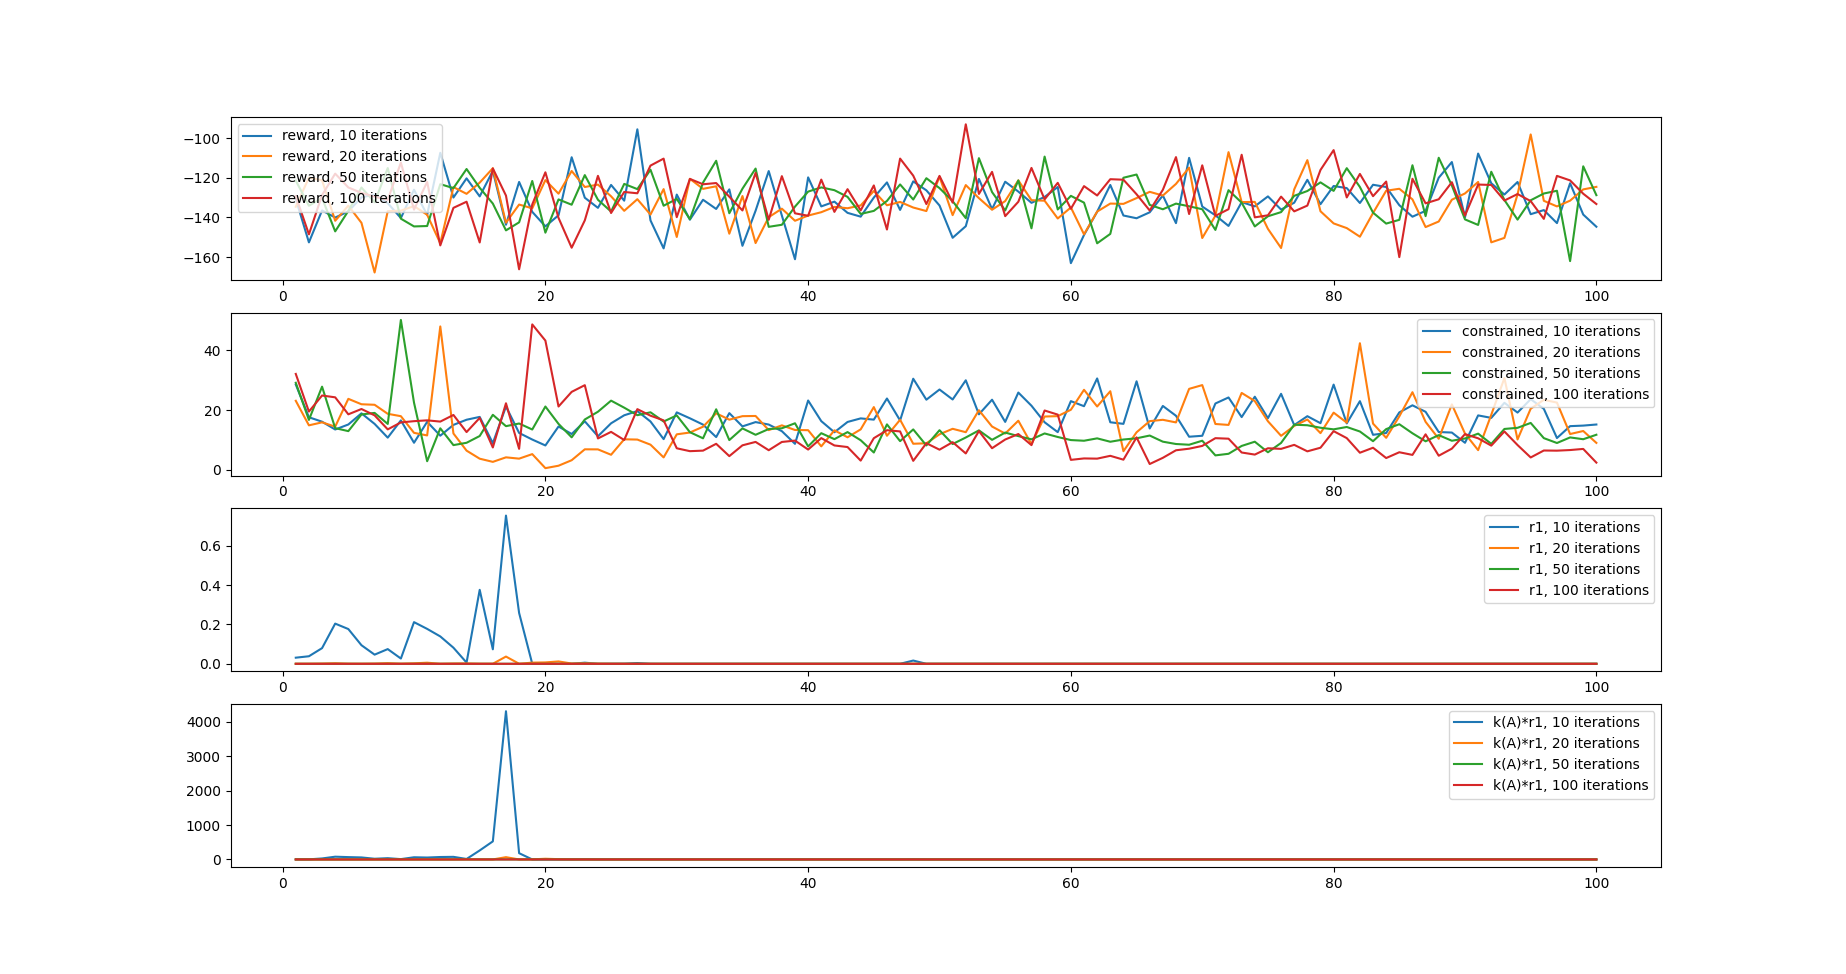 reward, 10 iterations
reward, 20 iterations
reward, 50 iterations
reward, 100 iterations
−100
−120
−140
−160
0 20 40 60 80 100
constrained, 10 iterations
constrained, 20 iterations
constrained, 50 iterations
constrained, 100 iterations
40
20
0
0 20 40 60 80 100
r1, 10 iterations
r1, 20 iterations
r1, 50 iterations
r1, 100 iterations
0.6
0.4
0.2
0.0
0 20 40 60 80 100
k(A)*r1, 10 iterations
k(A)*r1, 20 iterations
k(A)*r1, 50 iterations
k(A)*r1, 100 iterations
4000
3000
2000
1000
0
0 20 40 60 80 100